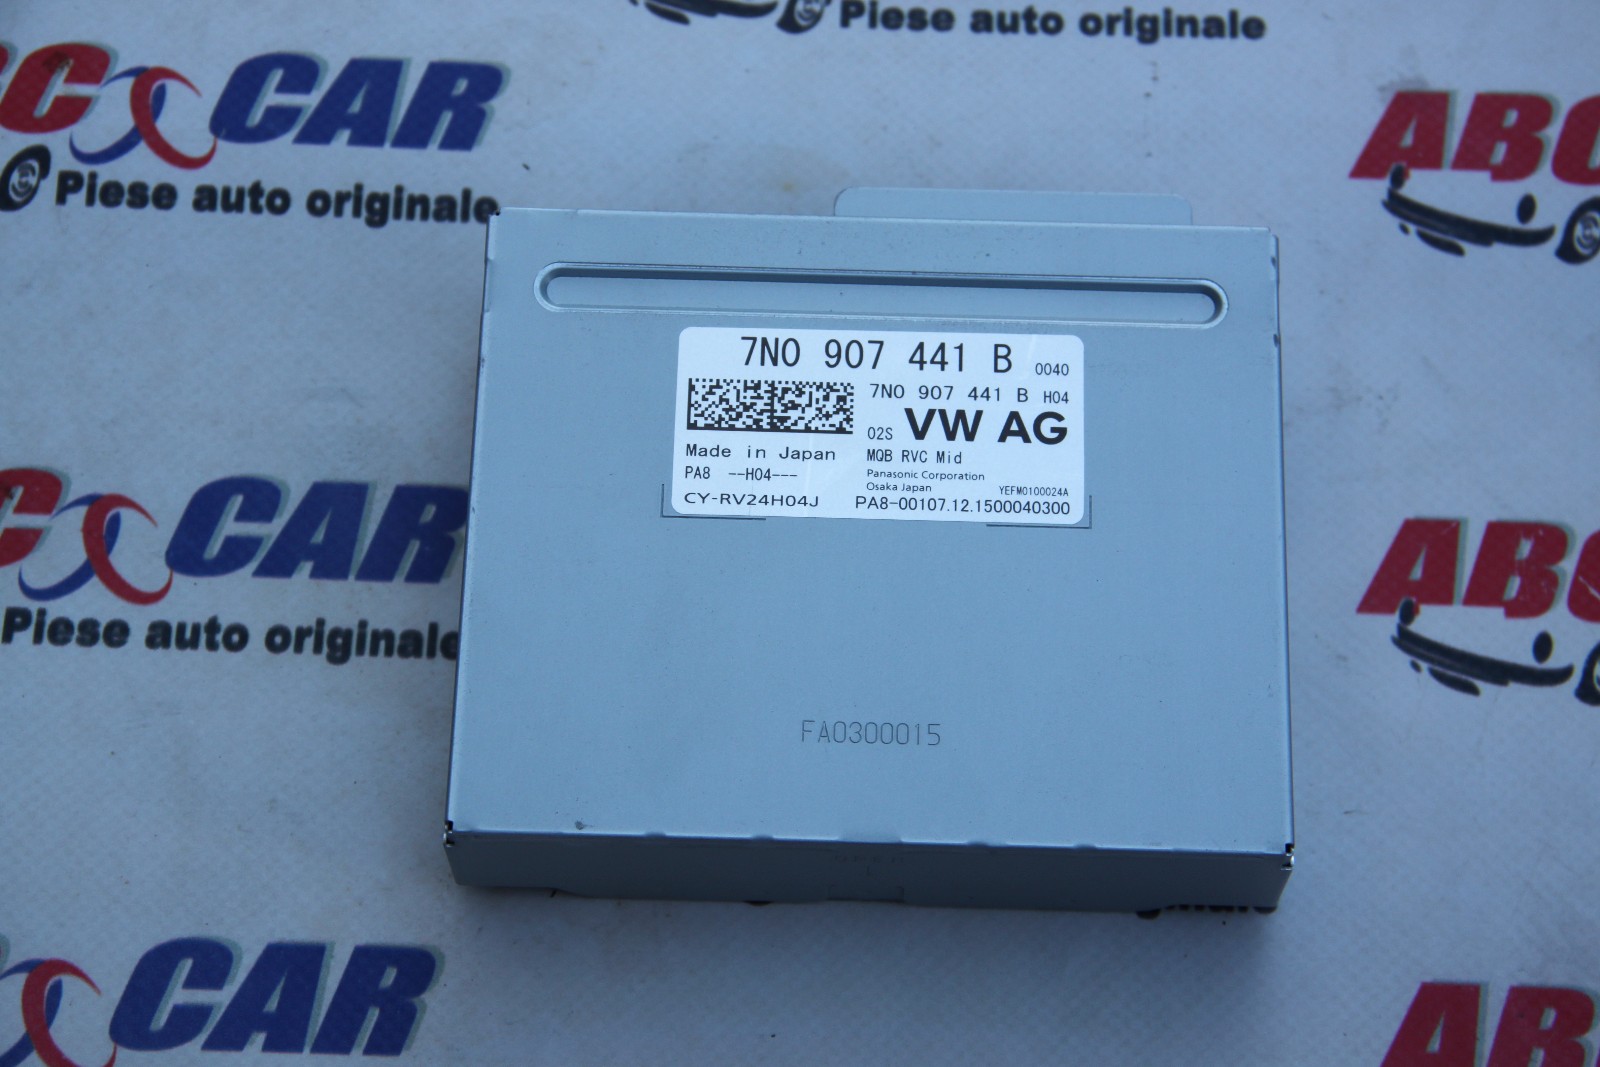 Piese auto originale
CAR
Piese auto originale
ABC
7N0 907 441 B 0040
7N0 907 441 B H04
02S VW AG
Made in Japan MQB RVC Mid
PA8 --H04---
Panasonic Corporation
Osaka Japan YEFM0100024A
CY-RV24H04J PA8-00107.12.1500040300
CAR
Piese auto originale
ABC
FA0300015
CAR
ABC